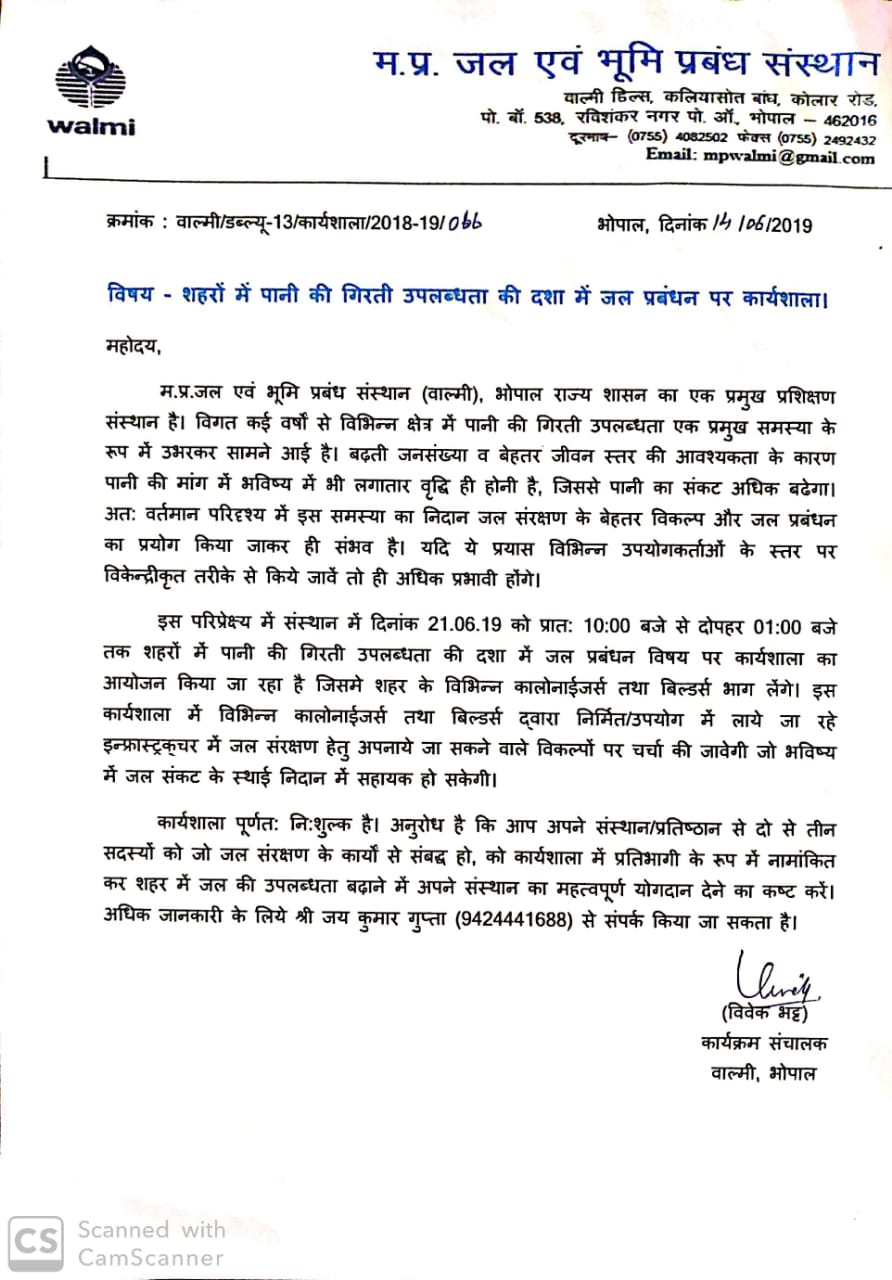 walmi
म.प्र. जल एवं भूमि प्रबंध संस्थान
वाल्मी हिल्स, कलियासोत बांध, कोलार रोड,
पो. बॉ. 538, रविशंकर नगर पो. ऑ., भोपाल – 462016
दूरभाष– (0755) 4082502 फेक्स (0755) 2492432
Email: mpwalmi@gmail.com
क्रमांक : वाल्मी/डब्ल्यू-13/कार्यशाला/2018-19/066 भोपाल, दिनांक 14/06/2019
विषय - शहरों में पानी की गिरती उपलब्धता की दशा में जल प्रबंधन पर कार्यशाला।
महोदय,
म.प्र.जल एवं भूमि प्रबंध संस्थान (वाल्मी), भोपाल राज्य शासन का एक प्रमुख प्रशिक्षण
संस्थान है। विगत कई वर्षों से विभिन्न क्षेत्र में पानी की गिरती उपलब्धता एक प्रमुख समस्या के
रूप में उभरकर सामने आई है। बढ़ती जनसंख्या व बेहतर जीवन स्तर की आवश्यकता के कारण
पानी की मांग में भविष्य में भी लगातार वृद्धि ही होनी है, जिससे पानी का संकट अधिक बढेगा।
अत: वर्तमान परिदृश्य में इस समस्या का निदान जल संरक्षण के बेहतर विकल्प और जल प्रबंधन
का प्रयोग किया जाकर ही संभव है। यदि ये प्रयास विभिन्न उपयोगकर्ताओं के स्तर पर
विकेन्द्रीकृत तरीके से किये जावें तो ही अधिक प्रभावी होंगे।
इस परिप्रेक्ष्य में संस्थान में दिनांक 21.06.19 को प्रात: 10:00 बजे से दोपहर 01:00 बजे
तक शहरों में पानी की गिरती उपलब्धता की दशा में जल प्रबंधन विषय पर कार्यशाला का
आयोजन किया जा रहा है जिसमे शहर के विभिन्न कालोनाईजर्स तथा बिल्डर्स भाग लेंगे। इस
कार्यशाला में विभिन्न कालोनाईजर्स तथा बिल्डर्स द्वारा निर्मित/उपयोग में लाये जा रहे
इन्फ्रास्ट्रक्चर में जल संरक्षण हेतु अपनाये जा सकने वाले विकल्पों पर चर्चा की जावेगी जो भविष्य
में जल संकट के स्थाई निदान में सहायक हो सकेगी।
कार्यशाला पूर्णत: नि:शुल्क है। अनुरोध है कि आप अपने संस्थान/प्रतिष्ठान से दो से तीन
सदस्यों को जो जल संरक्षण के कार्यों से संबद्ध हो, को कार्यशाला में प्रतिभागी के रूप में नामांकित
कर शहर में जल की उपलब्धता बढ़ाने में अपने संस्थान का महत्वपूर्ण योगदान देने का कष्ट करें।
अधिक जानकारी के लिये श्री जय कुमार गुप्ता (9424441688) से संपर्क किया जा सकता है।
(विवेक भट्ट)
कार्यक्रम संचालक
वाल्मी, भोपाल
CS Scanned with
CamScanner